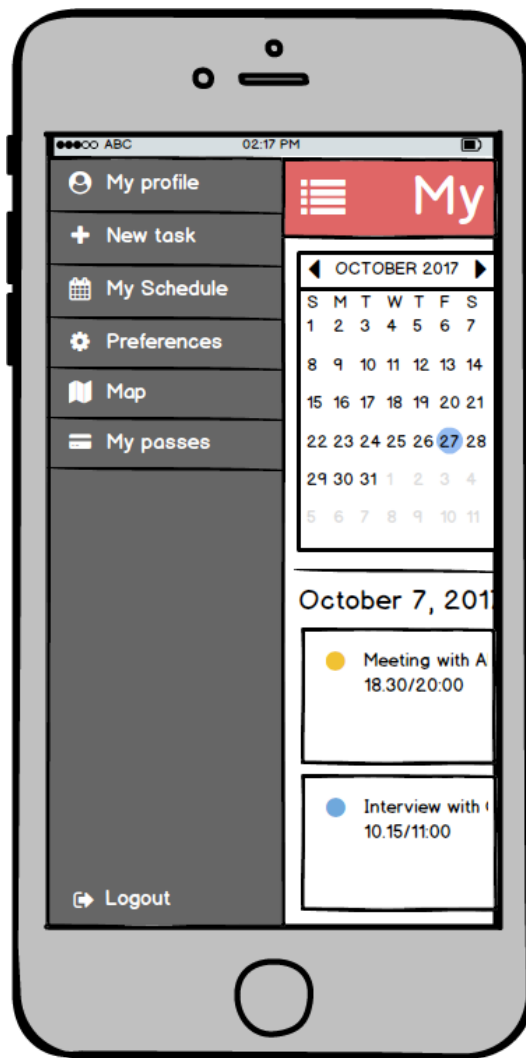 ABC 02:17 PM
My profile
New task
My Schedule
Preferences
Map
My passes
Logout
My
OCTOBER 2017
S M T W T F S
1 2 3 4 5 6 7
8 9 10 11 12 13 14
15 16 17 18 19 20 21
22 23 24 25 26 27 28
29 30 31 1 2 3 4
5 6 7 8 9 10 11
October 7, 2017
Meeting with A
18.30/20:00
Interview with
10.15/11:00